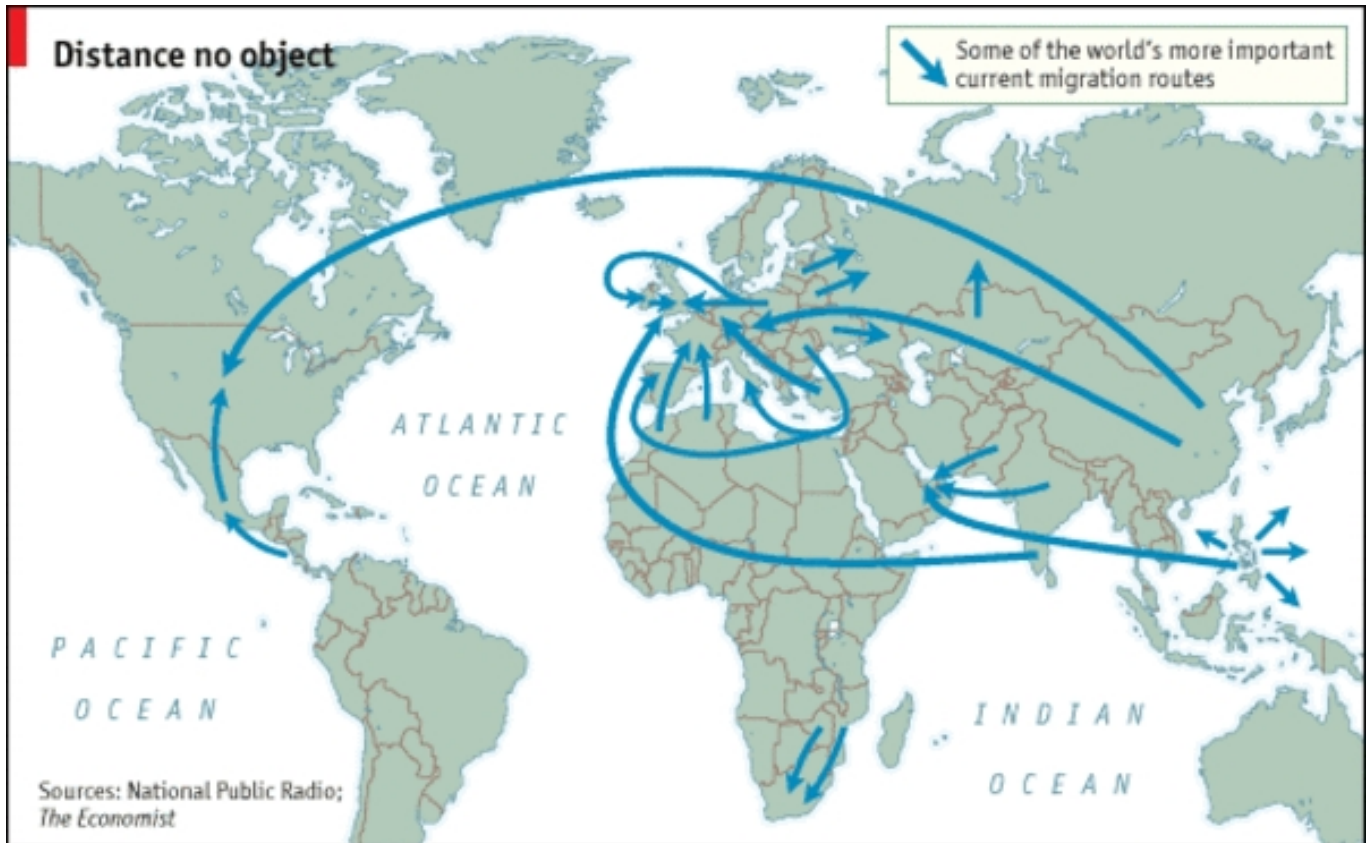 Distance no object
Some of the world's more important
current migration routes
ATLANTIC
OCEAN
PACIFIC
OCEAN
INDIAN
OCEAN
Sources: National Public Radio;
The Economist